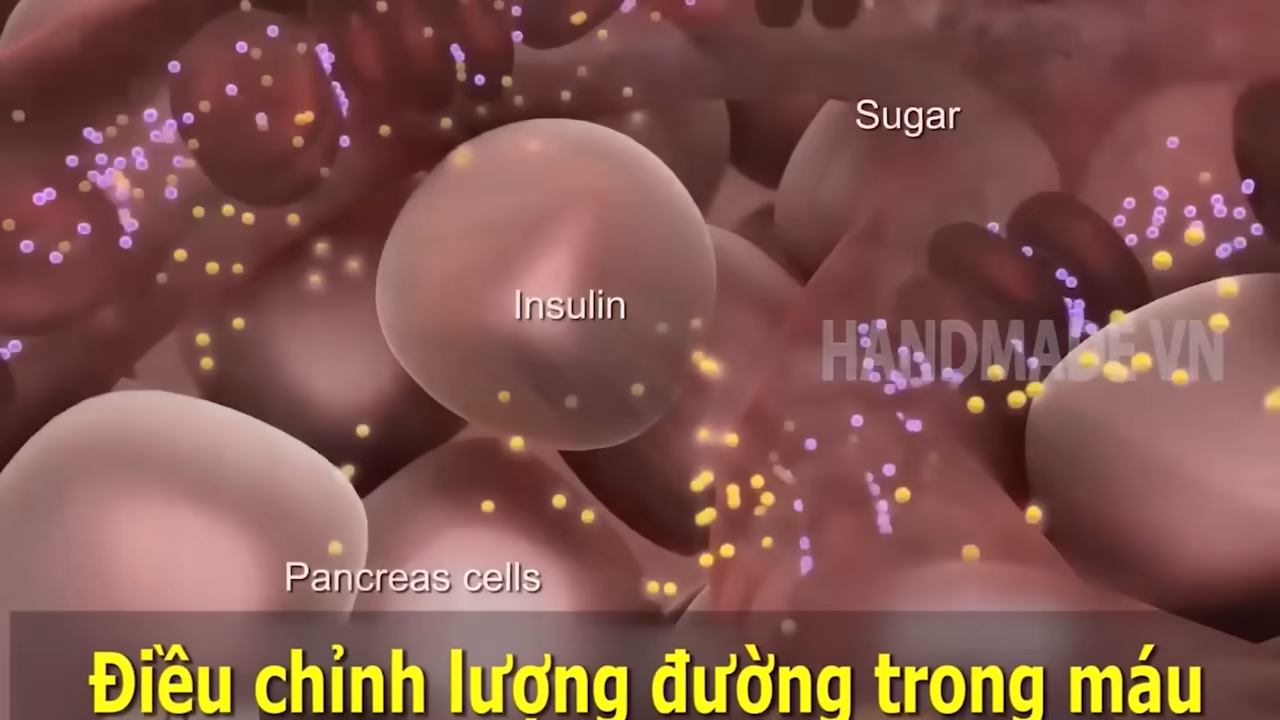 Sugar
Insulin
HANDMADE.VN
Pancreas cells
Điều chỉnh lượng đường trong máu